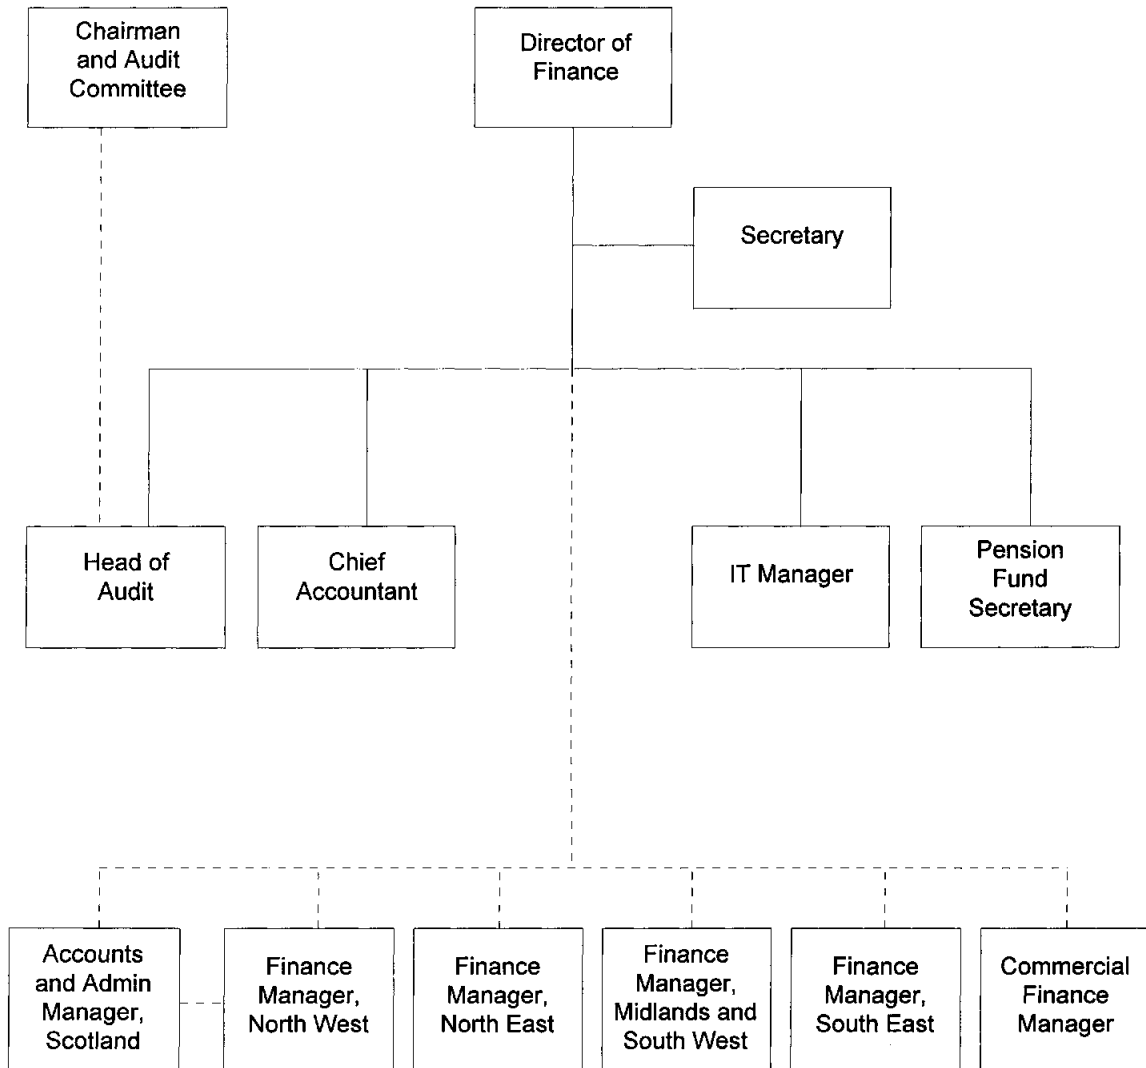 Chairman
and Audit
Committee
Director of
Finance
Secretary
Head of
Audit
Chief
Accountant
IT Manager
Pension
Fund
Secretary
Accounts
and Admin
Manager,
Scotland
Finance
Manager,
North West
Finance
Manager,
North East
Finance
Manager,
Midlands and
South West
Finance
Manager,
South East
Commercial
Finance
Manager